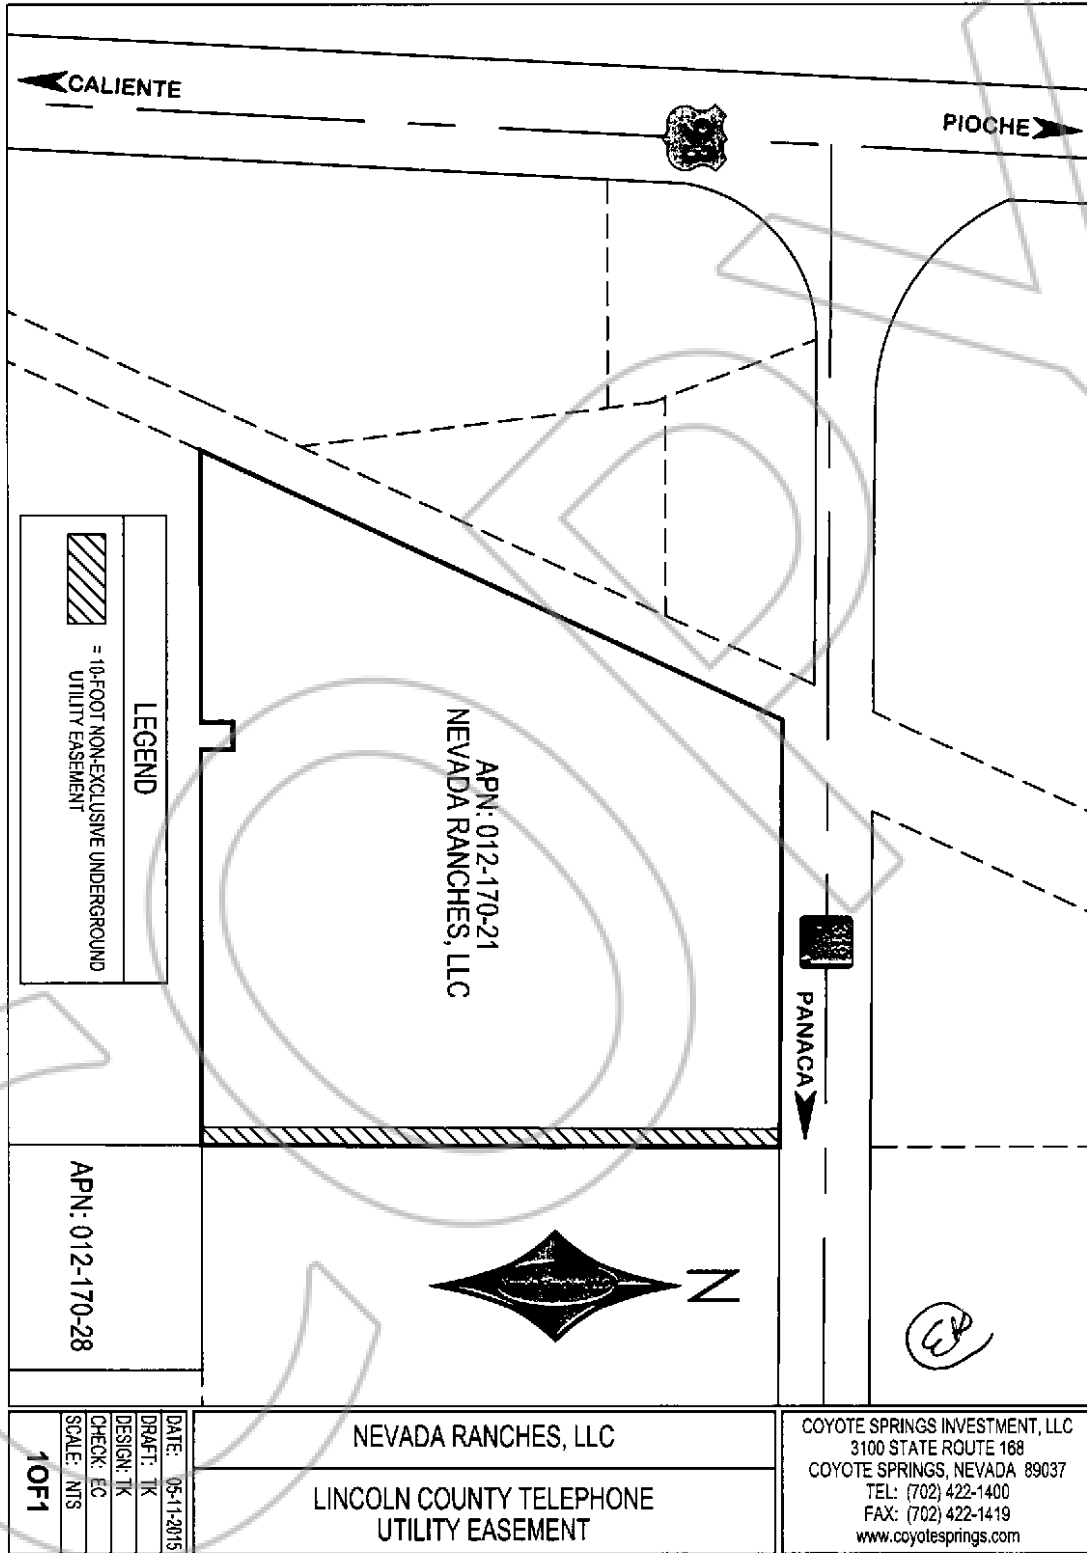 CALIENTE
PIOCHE
93
PANACA
APN: 012-170-21
NEVADA RANCHES, LLC
LEGEND
= 10-FOOT NON-EXCLUSIVE UNDERGROUND
UTILITY EASEMENT
APN: 012-170-28
N
COPY
COYOTE SPRINGS INVESTMENT, LLC
3100 STATE ROUTE 168
COYOTE SPRINGS, NEVADA 89037
TEL: (702) 422-1400
FAX: (702) 422-1419
www.coyotesprings.com
NEVADA RANCHES, LLC
LINCOLN COUNTY TELEPHONE
UTILITY EASEMENT
DATE: 05-11-2015
DRAFT: TK
DESIGN: TK
CHECK: EC
SCALE: NTS
1OF1